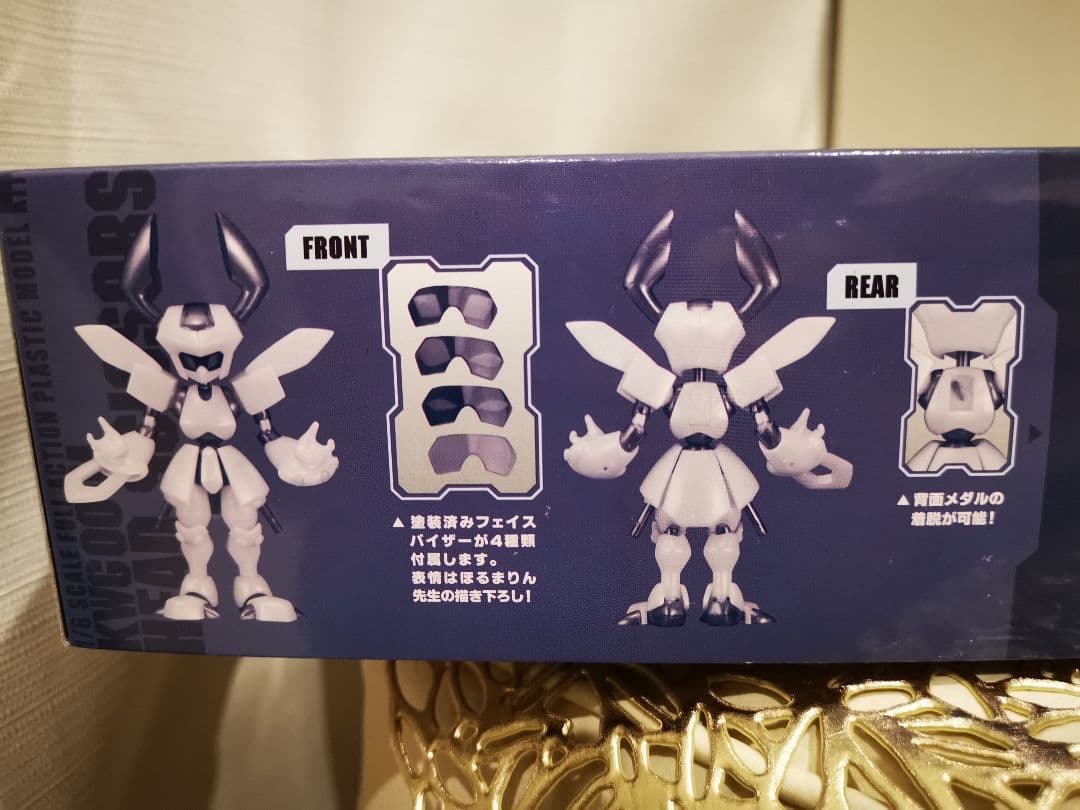 1/6 SCALE FULL ACTION PLASTIC MODEL KIT
FRONT
▲ 塗装済みフェイス
バイザーが4種類
付属します。
表情はほるまりん
先生の描き下ろし!
REAR
▲ 背面メダルの
着脱が可能!